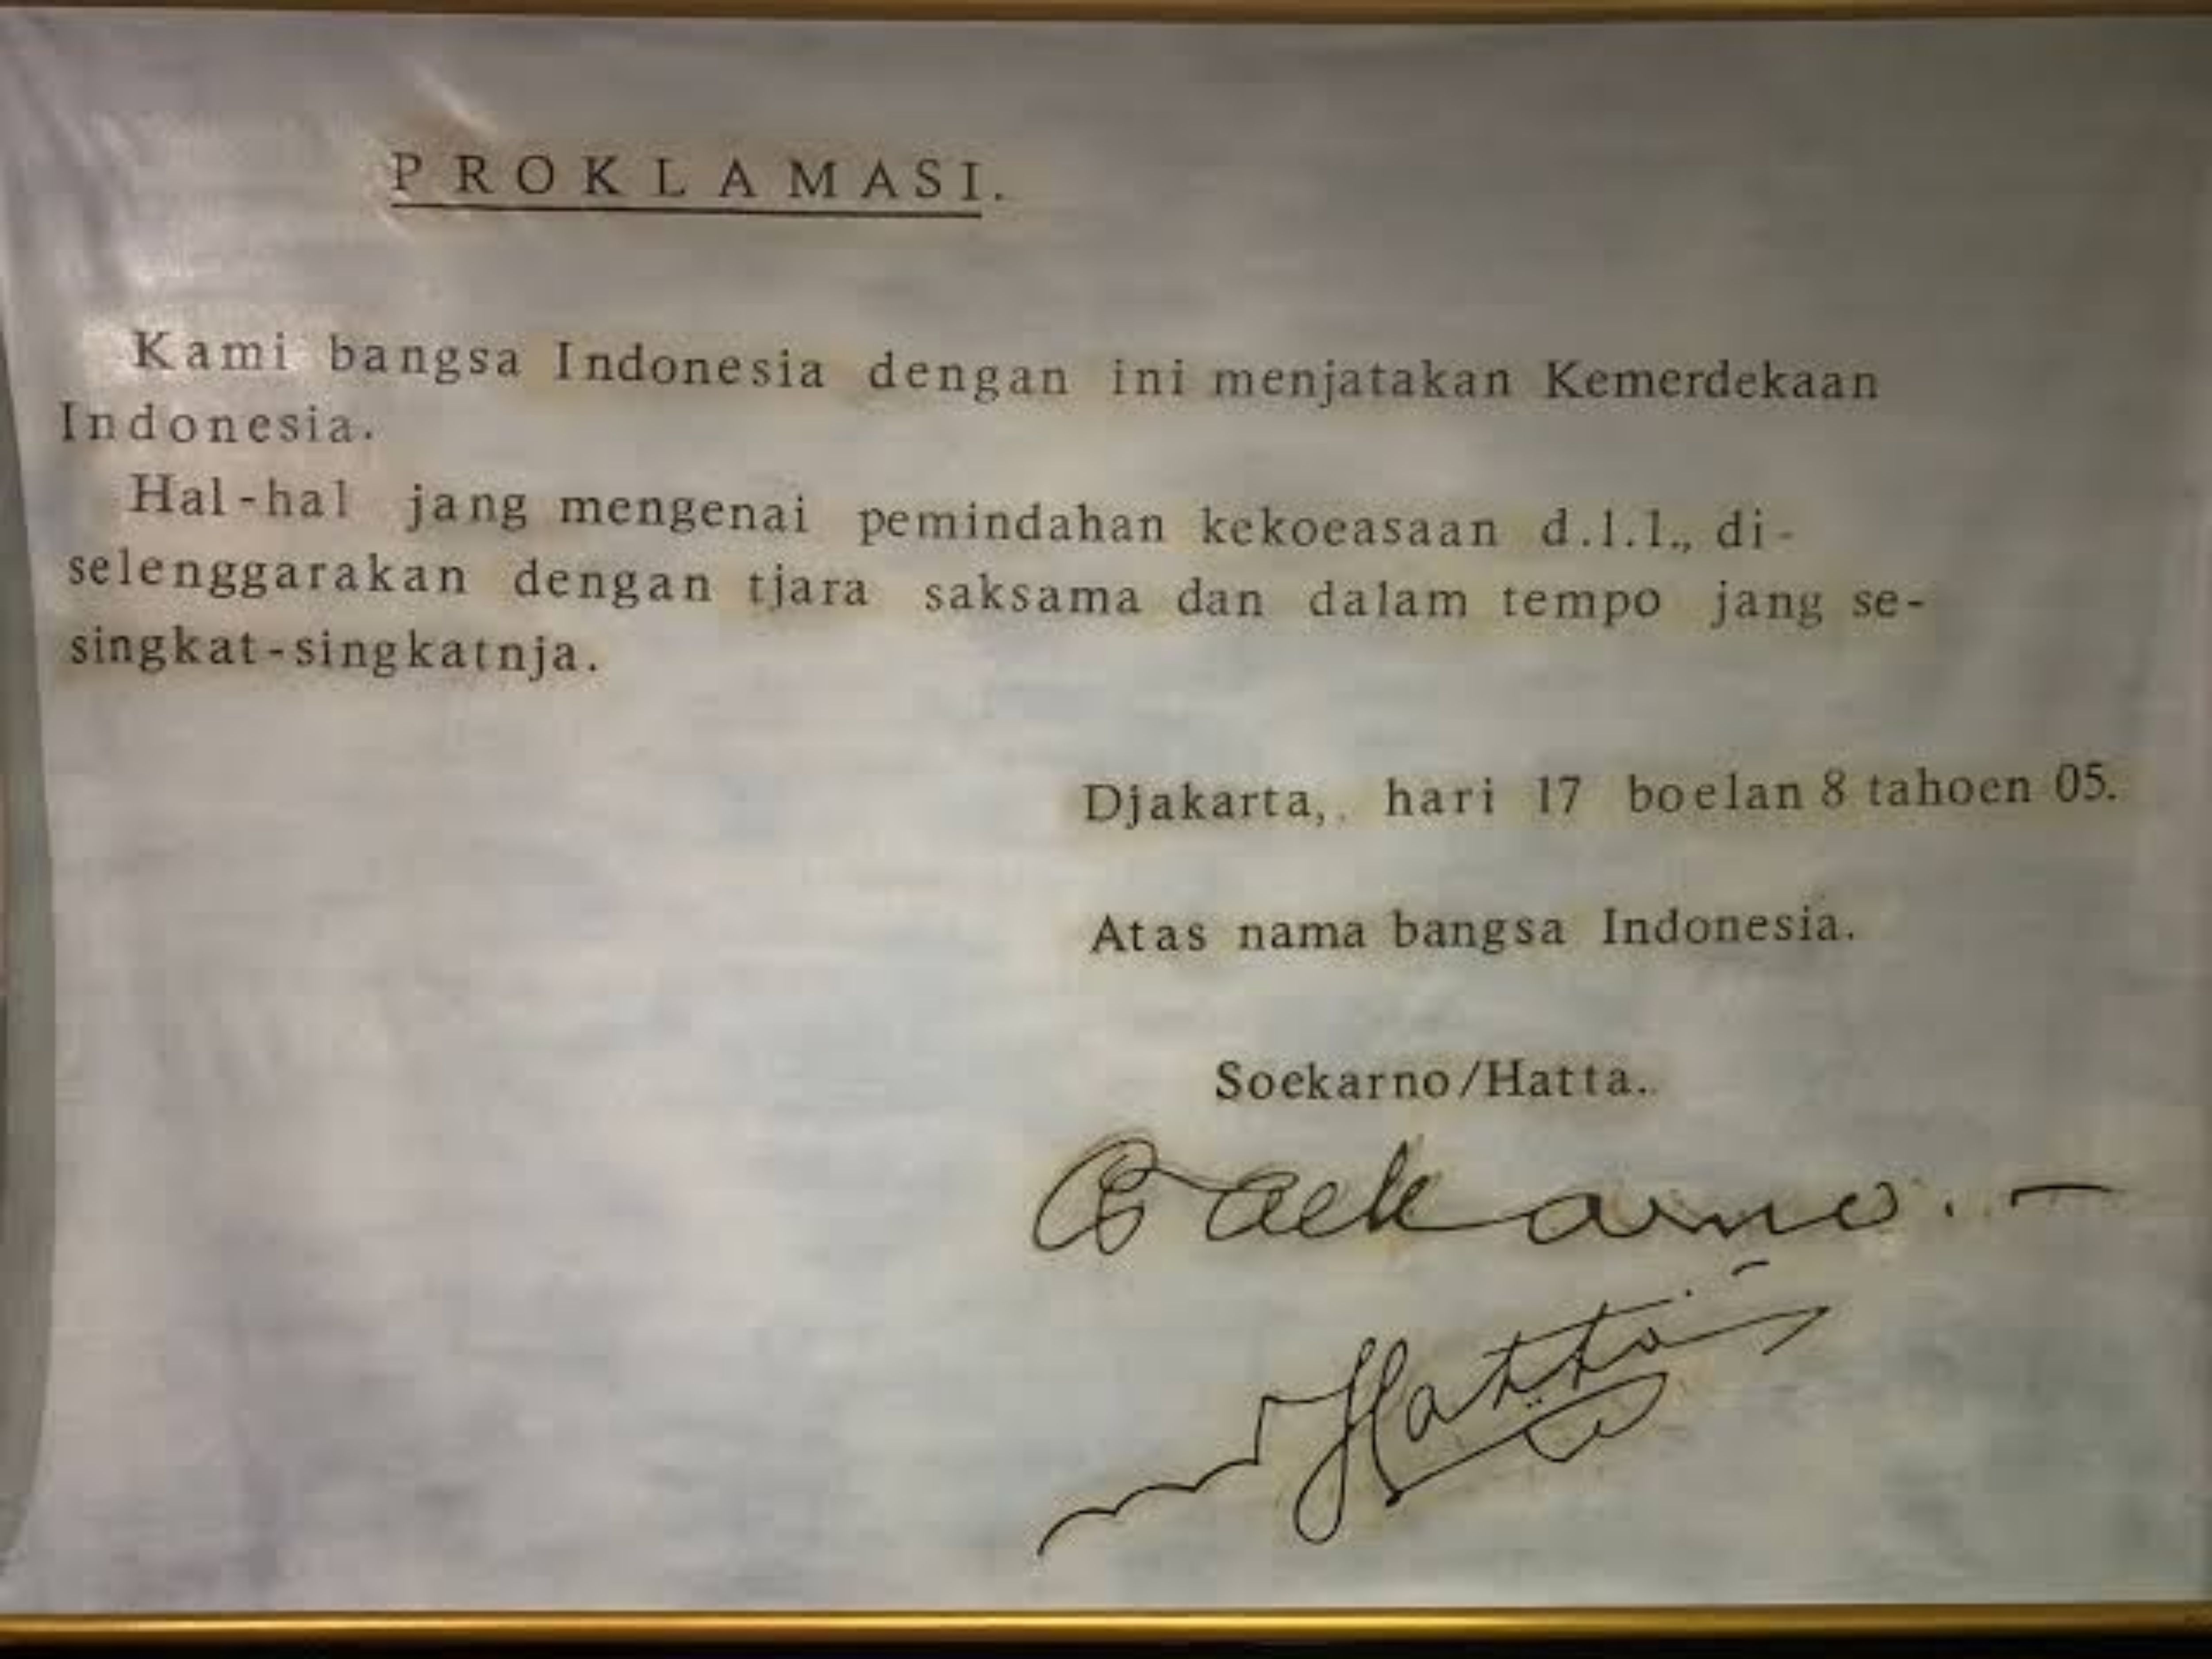 PROKLAMASI.
Kami bangsa Indonesia dengan ini menjatakan Kemerdekaan
Indonesia.
Hal-hal jang mengenai pemindahan kekoeasaan d.l.l., di-
selenggarakan dengan tjara saksama dan dalam tempo jang se-
singkat-singkatnja.
Djakarta, hari 17 boelan 8 tahoen 05.
Atas nama bangsa Indonesia.
Soekarno/Hatta.
Soekarno.-
Hatta